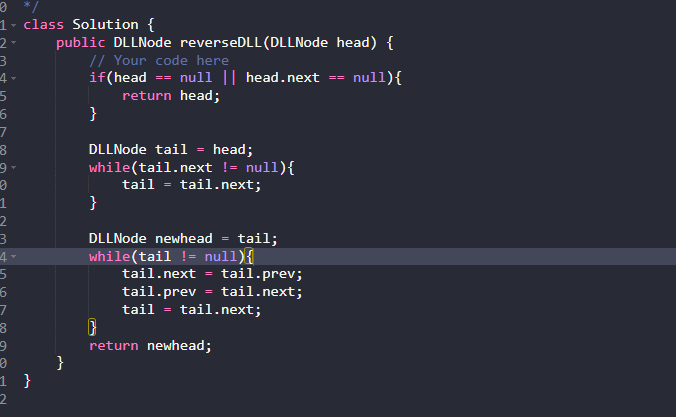 0 */
1 class Solution {
2     public DLLNode reverseDLL(DLLNode head) {
3         // Your code here
4         if(head == null || head.next == null){
5             return head;
6         }
7
8         DLLNode tail = head;
9         while(tail.next != null){
0             tail = tail.next;
1         }
2
3         DLLNode newhead = tail;
4         while(tail != null){
5             tail.next = tail.prev;
6             tail.prev = tail.next;
7             tail = tail.next;
8         }
9         return newhead;
0     }
1 }
2